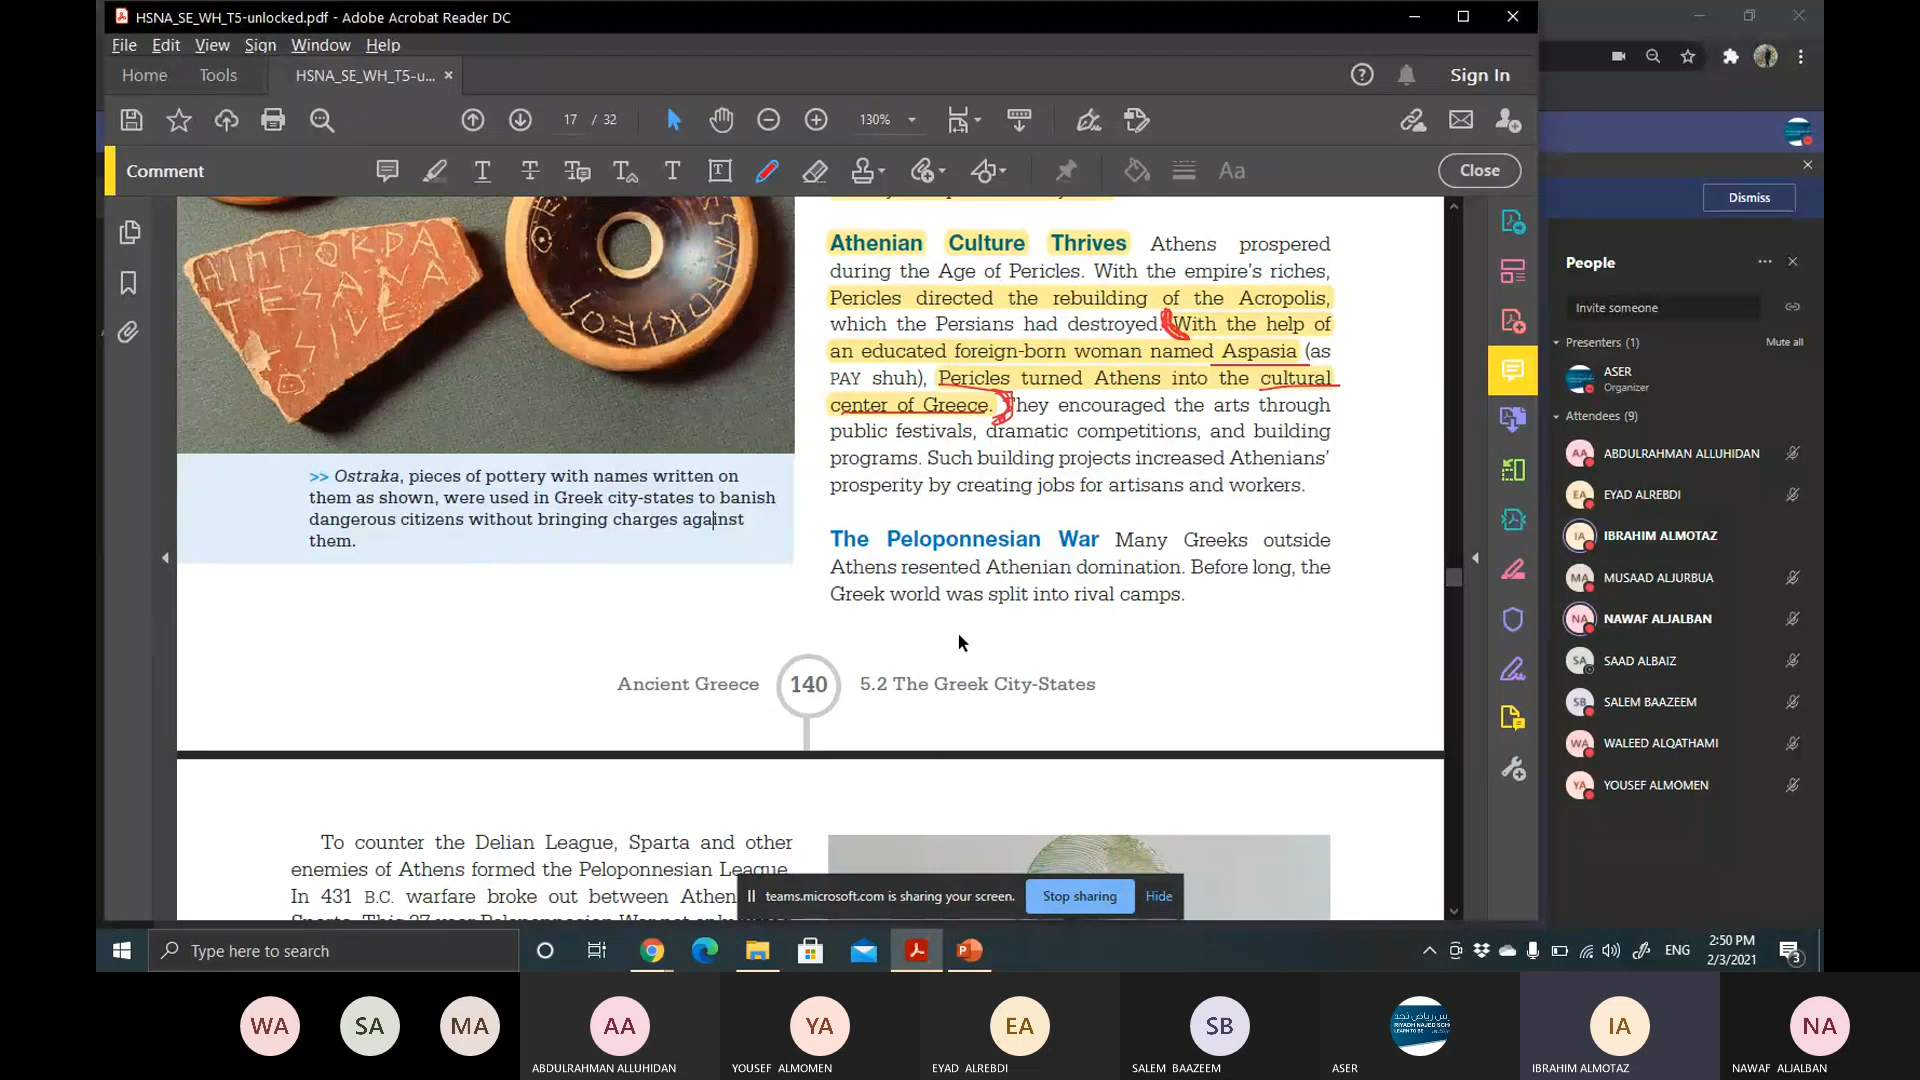 HSNA_SE_WH_T5-unlocked.pdf - Adobe Acrobat Reader DC
File Edit View Sign Window Help
Home Tools HSNA_SE_WH_T5-u... × Sign In
17 / 32 130%
Comment Close
Athenian Culture Thrives Athens prospered
during the Age of Pericles. With the empire's riches,
Pericles directed the rebuilding of the Acropolis,
which the Persians had destroyed. With the help of
an educated foreign-born woman named Aspasia (as
PAY shuh), Pericles turned Athens into the cultural
center of Greece. They encouraged the arts through
public festivals, dramatic competitions, and building
programs. Such building projects increased Athenians'
prosperity by creating jobs for artisans and workers.
>> Ostraka, pieces of pottery with names written on
them as shown, were used in Greek city-states to banish
dangerous citizens without bringing charges against
them.
The Peloponnesian War Many Greeks outside
Athens resented Athenian domination. Before long, the
Greek world was split into rival camps.
Ancient Greece 140 5.2 The Greek City-States
To counter the Delian League, Sparta and other
enemies of Athens formed the Peloponnesian League.
In 431 B.C. warfare broke out between Athen
teams.microsoft.com is sharing your screen. Stop sharing Hide
Dismiss
People
Invite someone
Presenters (1) Mute all
ASER
Organizer
Attendees (9)
AA ABDULRAHMAN ALLUHIDAN
EA EYAD ALREBDI
IA IBRAHIM ALMOTAZ
MA MUSAAD ALJURBUA
NA NAWAF ALJALBAN
SA SAAD ALBAIZ
SB SALEM BAAZEEM
WA WALEED ALQATHAMI
YA YOUSEF ALMOMEN
Type here to search ENG 2:50 PM
2/3/2021 3
WA SA MA AA YA EA SB IA NA
ABDULRAHMAN ALLUHIDAN YOUSEF ALMOMEN EYAD ALREBDI SALEM BAAZEEM ASER IBRAHIM ALMOTAZ NAWAF ALJALBAN